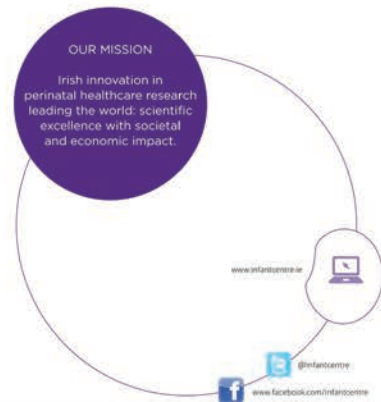 OUR MISSION
Irish innovation in
perinatal healthcare research
leading the world: scientific
excellence with societal
and economic impact.
www.infantcentre.ie
@infantcentre
www.facebook.com/infantcentre